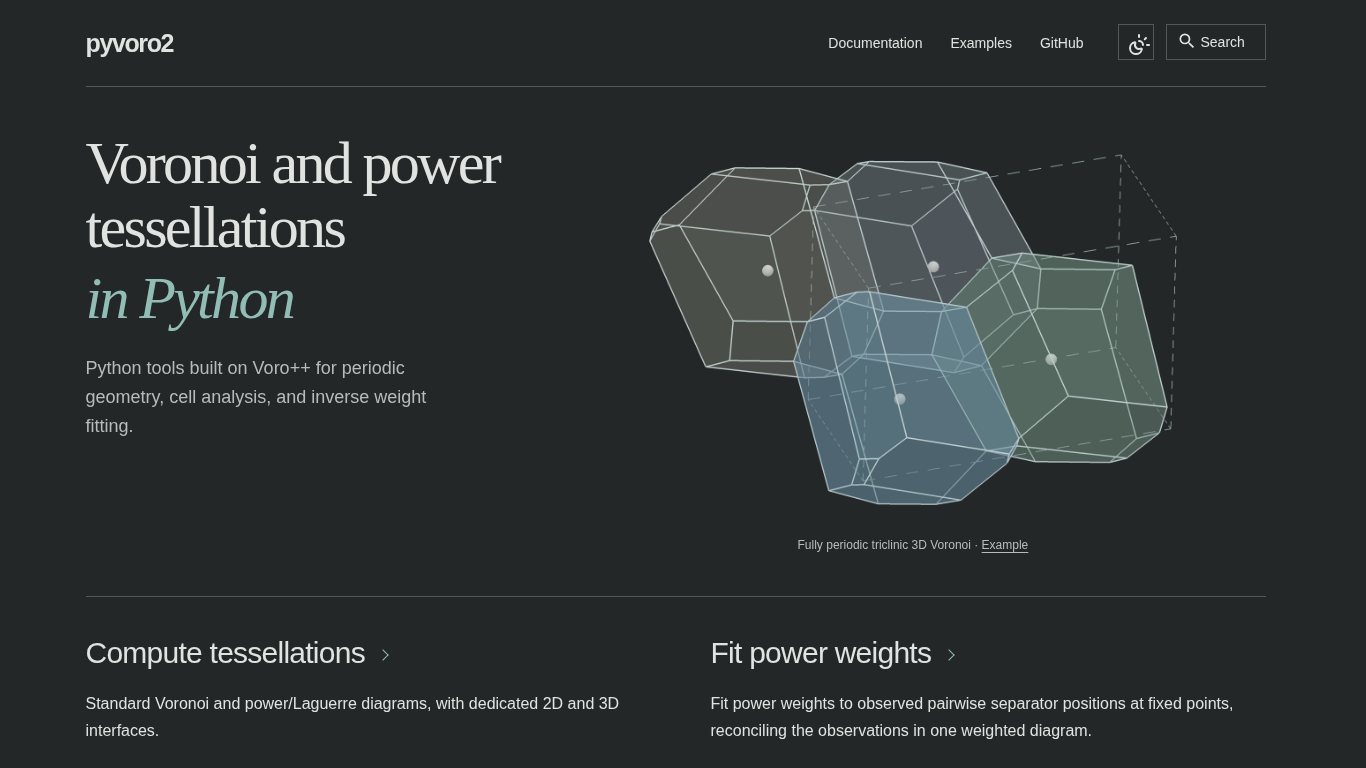 pyvoro2
Documentation
Examples
GitHub
Search
Voronoi and power
tessellations
in Python
Python tools built on Voro++ for periodic
geometry, cell analysis, and inverse weight
fitting.
Fully periodic triclinic 3D Voronoi · Example
Compute tessellations
Standard Voronoi and power/Laguerre diagrams, with dedicated 2D and 3D
interfaces.
Fit power weights
Fit power weights to observed pairwise separator positions at fixed points,
reconciling the observations in one weighted diagram.